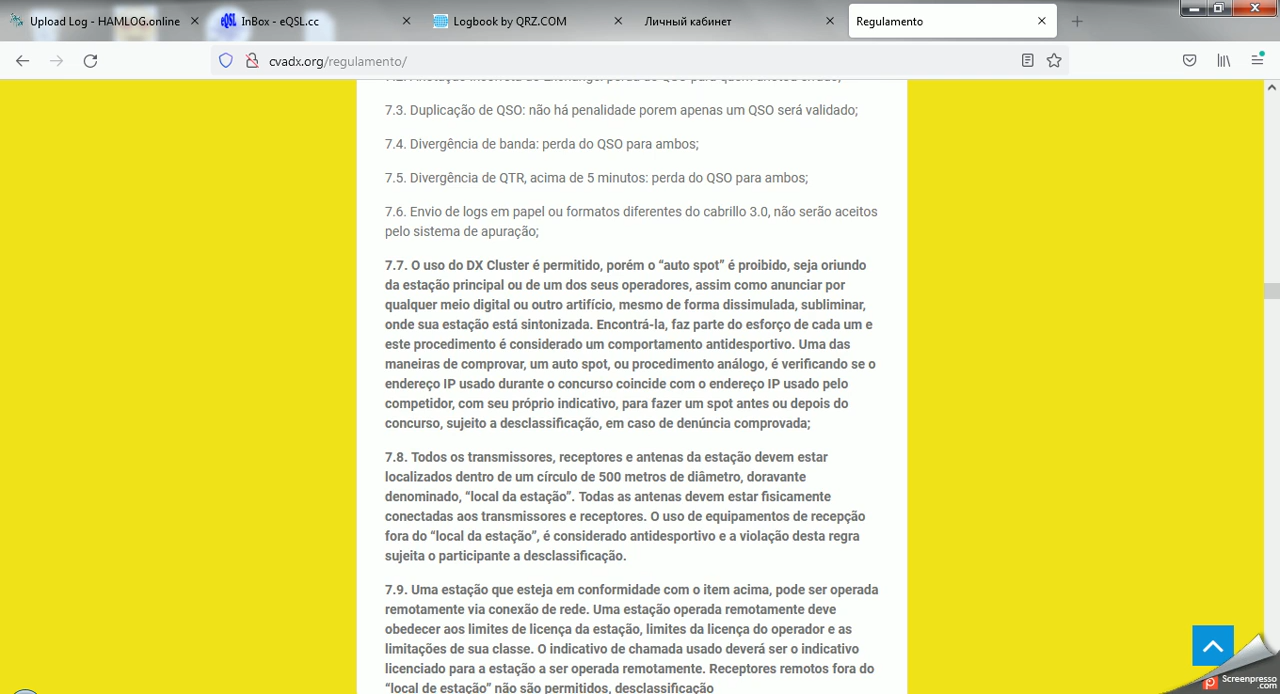 Upload Log - HAMLOG.online
InBox - eQSL.cc
Logbook by QRZ.COM
Личный кабинет
Regulamento
cvadx.org/regulamento/
7.3. Duplicação de QSO: não há penalidade porem apenas um QSO será validado;
7.4. Divergência de banda: perda do QSO para ambos;
7.5. Divergência de QTR, acima de 5 minutos: perda do QSO para ambos;
7.6. Envio de logs em papel ou formatos diferentes do cabrillo 3.0, não serão aceitos
pelo sistema de apuração;
7.7. O uso do DX Cluster é permitido, porém o “auto spot” é proibido, seja oriundo
da estação principal ou de um dos seus operadores, assim como anunciar por
qualquer meio digital ou outro artifício, mesmo de forma dissimulada, subliminar,
onde sua estação está sintonizada. Encontrá-la, faz parte do esforço de cada um e
este procedimento é considerado um comportamento antidesportivo. Uma das
maneiras de comprovar, um auto spot, ou procedimento análogo, é verificando se o
endereço IP usado durante o concurso coincide com o endereço IP usado pelo
competidor, com seu próprio indicativo, para fazer um spot antes ou depois do
concurso, sujeito a desclassificação, em caso de denúncia comprovada;
7.8. Todos os transmissores, receptores e antenas da estação devem estar
localizados dentro de um círculo de 500 metros de diâmetro, doravante
denominado, “local da estação”. Todas as antenas devem estar fisicamente
conectadas aos transmissores e receptores. O uso de equipamentos de recepção
fora do “local da estação”, é considerado antidesportivo e a violação desta regra
sujeita o participante a desclassificação.
7.9. Uma estação que esteja em conformidade com o item acima, pode ser operada
remotamente via conexão de rede. Uma estação operada remotamente deve
obedecer aos limites de licença da estação, limites da licença do operador e as
limitações de sua classe. O indicativo de chamada usado deverá ser o indicativo
licenciado para a estação a ser operada remotamente. Receptores remotos fora do
“local de estação” não são permitidos, desclassificação
Screenpresso
.com